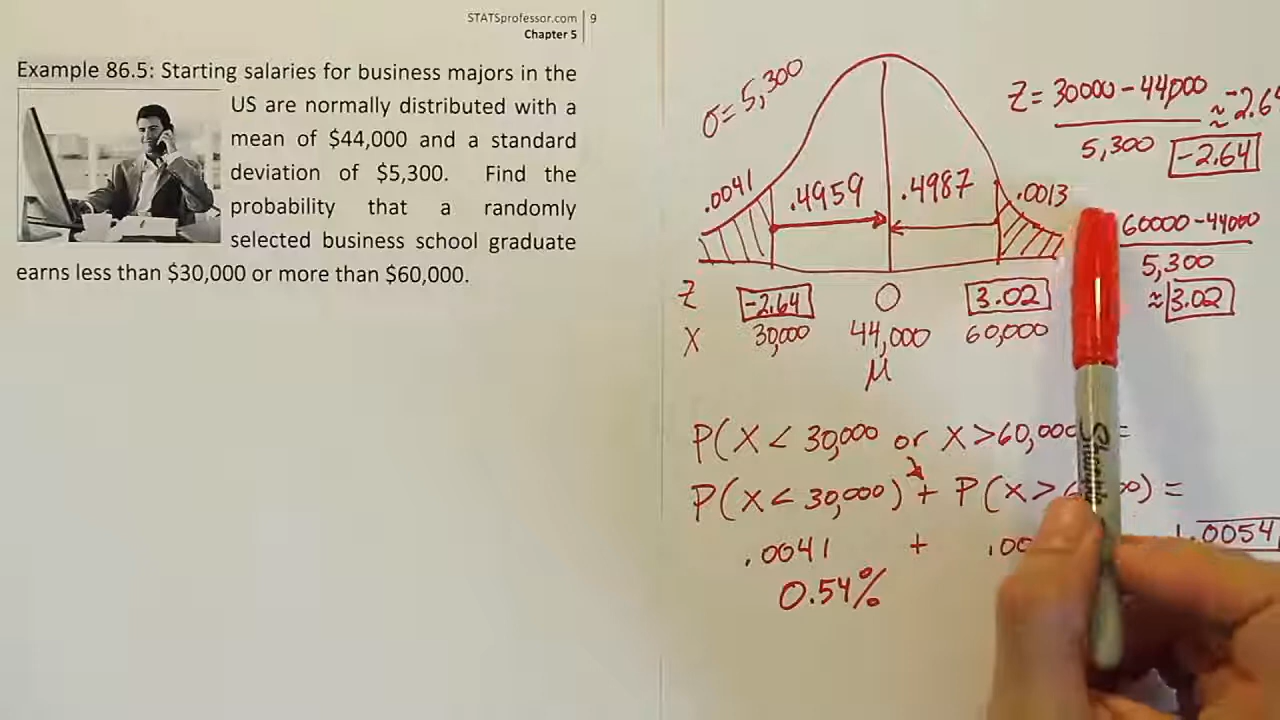 STATSprofessor.com 9
Chapter 5
Example 86.5: Starting salaries for business majors in the
US are normally distributed with a
mean of $44,000 and a standard
deviation of $5,300. Find the
probability that a randomly
selected business school graduate
earns less than $30,000 or more than $60,000.
σ = 5,300
.0041 .4959 .4987 .0013
Z -2.64 0 3.02
X 30,000 44,000 60,000
μ
Z = 30000 - 44000 ≈ -2.64
5,300 -2.64
60000 - 44000
5,300
≈ 3.02
P(X < 30,000 or X > 60,000 =
P(X < 30,000) + P(X > =
.0041 + .0054
0.54%
Sharpie